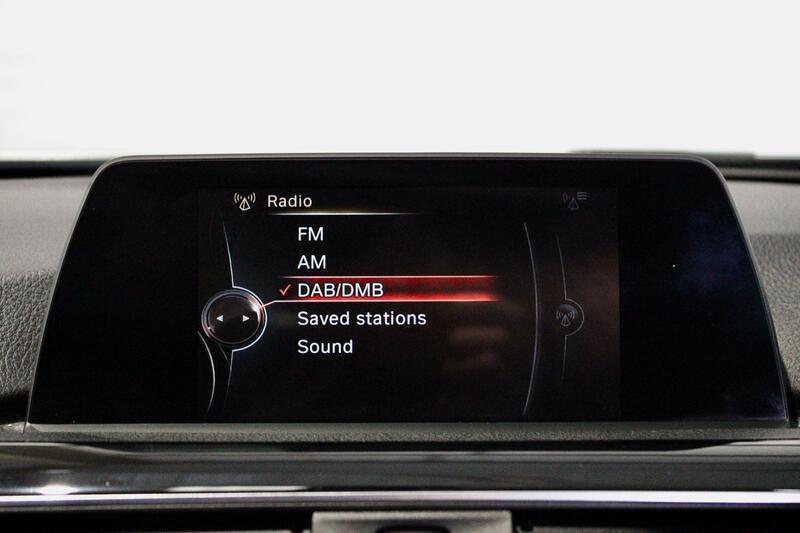 Radio
FM
AM
DAB/DMB
Saved stations
Sound